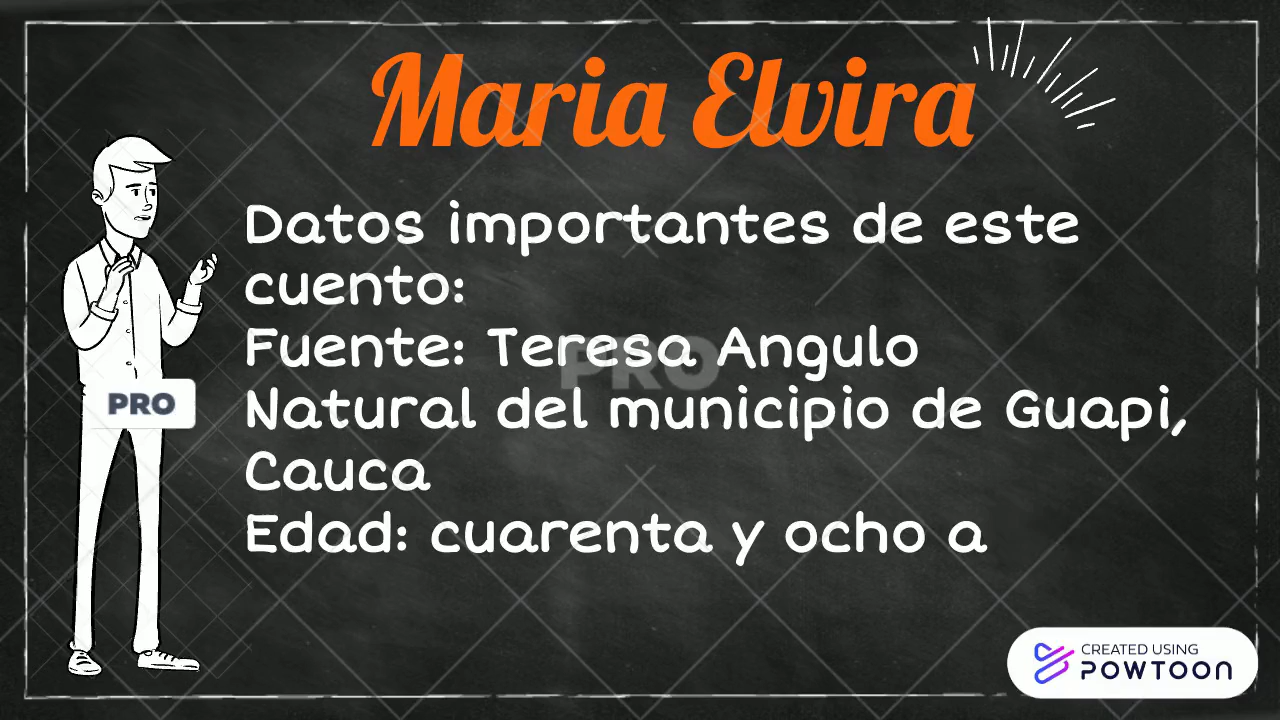 Maria Elvira
Datos importantes de este
cuento:
Fuente: Teresa Angulo
Natural del municipio de Guapi,
Cauca
Edad: cuarenta y ocho a
PRO
PRO
CREATED USING
POWTOON